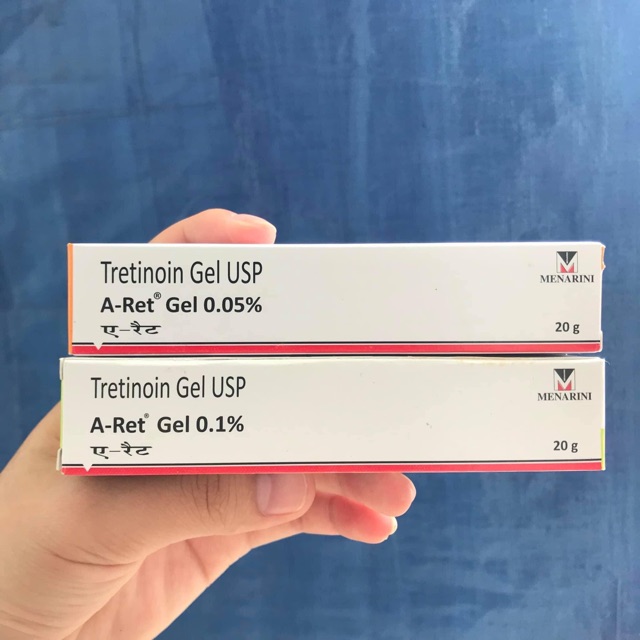 Tretinoin Gel USP
A-Ret® Gel 0.05%
ए-रैट
MENARINI
20 g
Tretinoin Gel USP
A-Ret® Gel 0.1%
ए-रैट
MENARINI
20 g